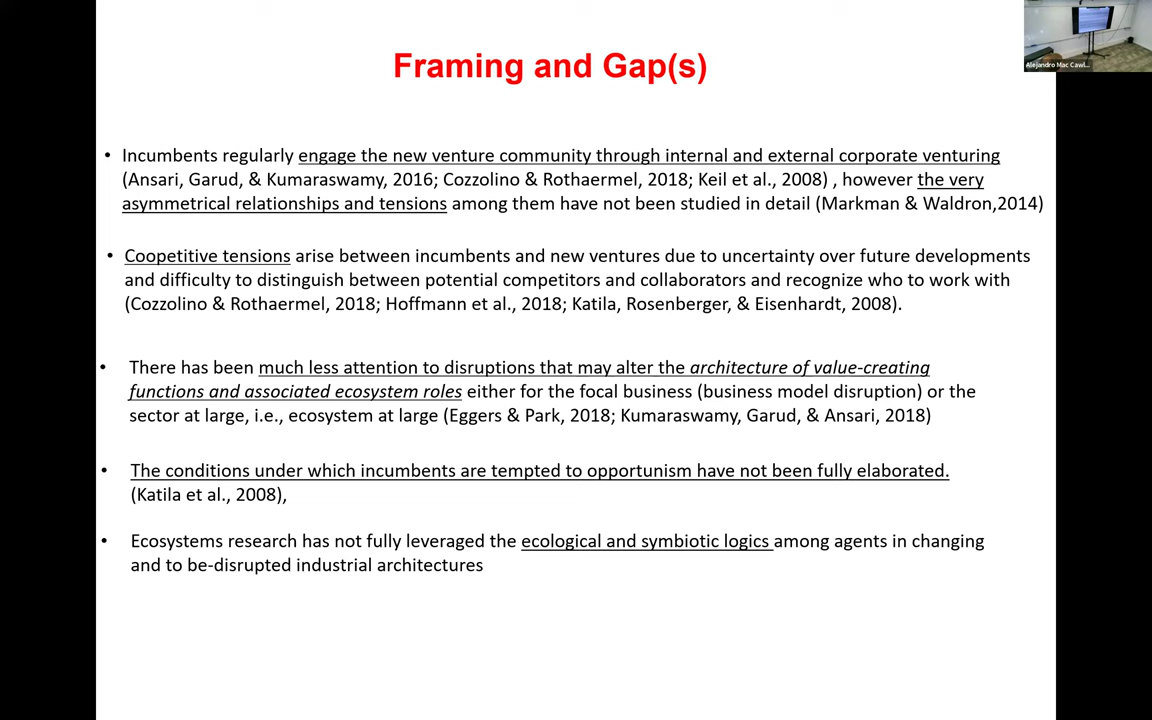 Framing and Gap(s)
Alejandro Mac Cawl...
• Incumbents regularly engage the new venture community through internal and external corporate venturing
(Ansari, Garud, & Kumaraswamy, 2016; Cozzolino & Rothaermel, 2018; Keil et al., 2008) , however the very
asymmetrical relationships and tensions among them have not been studied in detail (Markman & Waldron,2014)
• Coopetitive tensions arise between incumbents and new ventures due to uncertainty over future developments
and difficulty to distinguish between potential competitors and collaborators and recognize who to work with
(Cozzolino & Rothaermel, 2018; Hoffmann et al., 2018; Katila, Rosenberger, & Eisenhardt, 2008).
• There has been much less attention to disruptions that may alter the architecture of value-creating
functions and associated ecosystem roles either for the focal business (business model disruption) or the
sector at large, i.e., ecosystem at large (Eggers & Park, 2018; Kumaraswamy, Garud, & Ansari, 2018)
• The conditions under which incumbents are tempted to opportunism have not been fully elaborated.
(Katila et al., 2008),
• Ecosystems research has not fully leveraged the ecological and symbiotic logics among agents in changing
and to be-disrupted industrial architectures